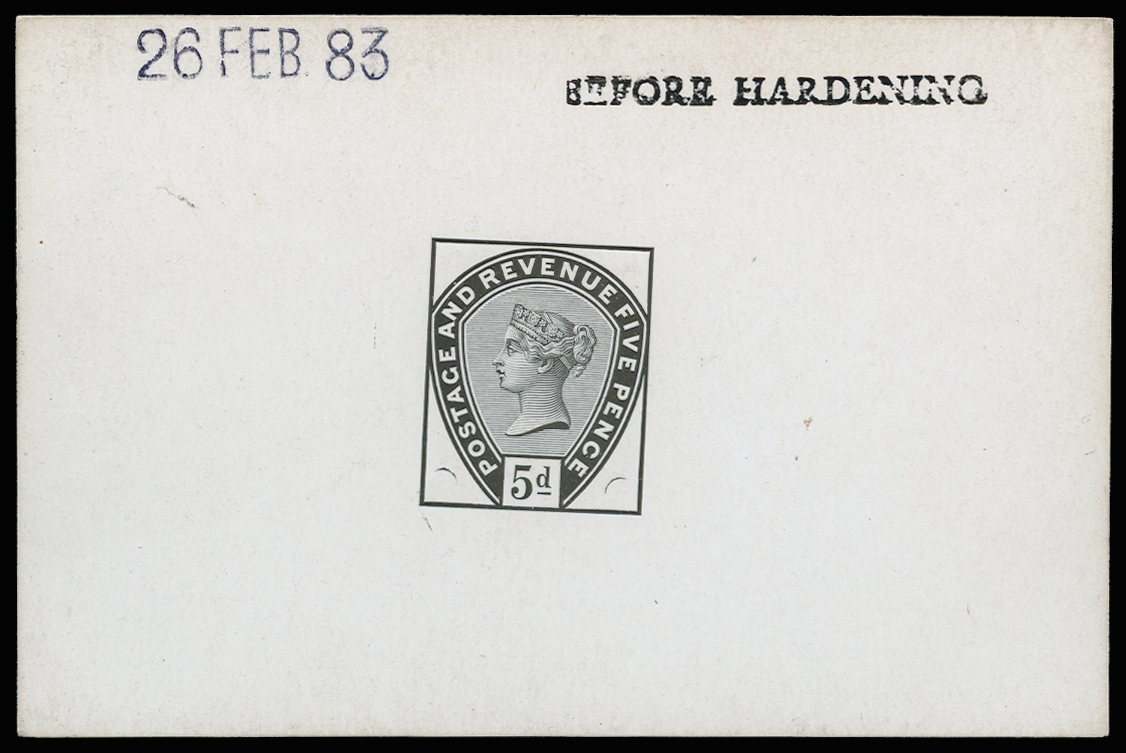 26 FEB. 83
BEFORE HARDENING
POSTAGE AND REVENUE FIVE PENCE
5d